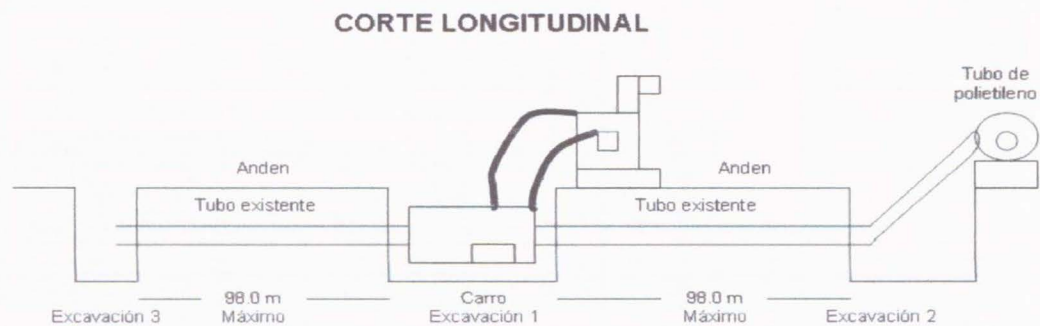 CORTE LONGITUDINAL
Tubo de
polietileno
Anden
Anden
Tubo existente
Tubo existente
98.0 m
Carro
98.0 m
Excavación 3
Máximo
Excavación 1
Máximo
Excavación 2